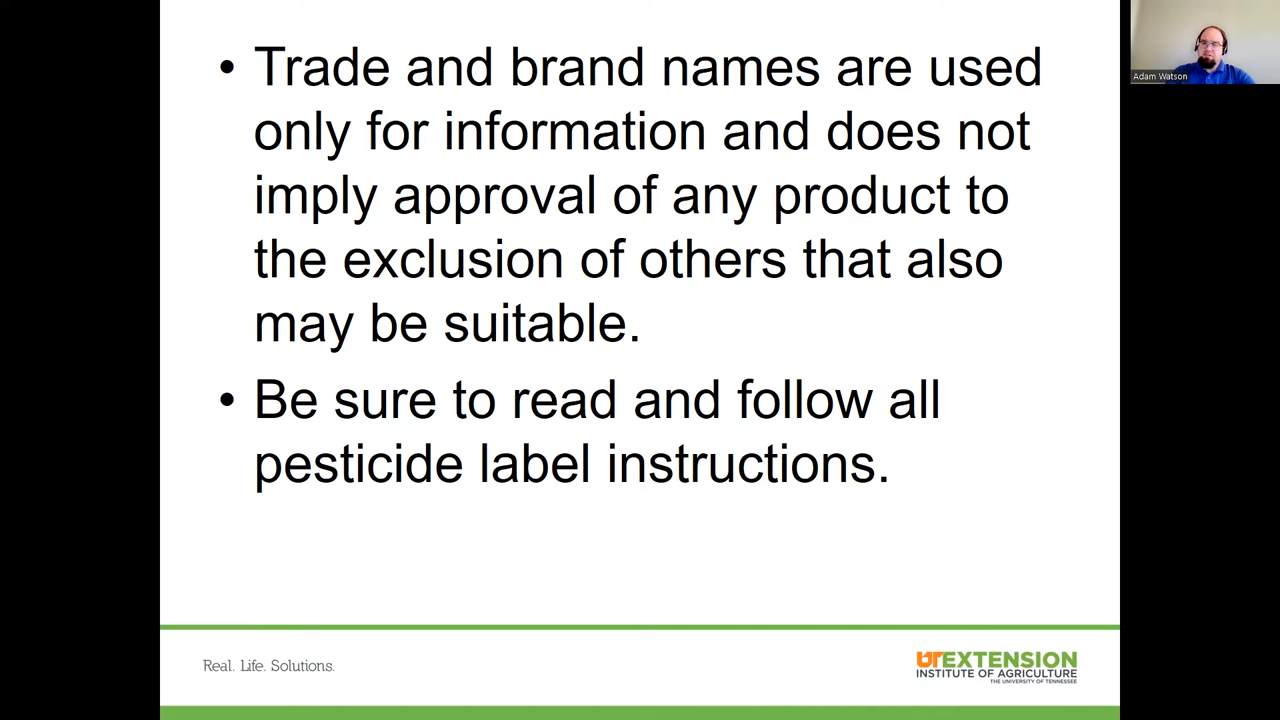 • Trade and brand names are used
only for information and does not
imply approval of any product to
the exclusion of others that also
may be suitable.
• Be sure to read and follow all
pesticide label instructions.
Adam Watson
Real. Life. Solutions.
UTEXTENSION
INSTITUTE OF AGRICULTURE
THE UNIVERSITY OF TENNESSEE